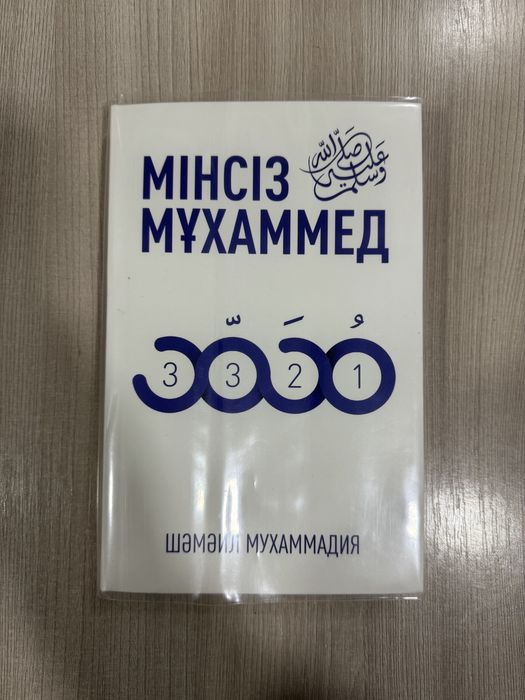 МІНСІЗ
صلى الله عليه وسلم
МҰХАММЕД
3 3 2 1
ШӘМӘИЛ МУХАММАДИЯ